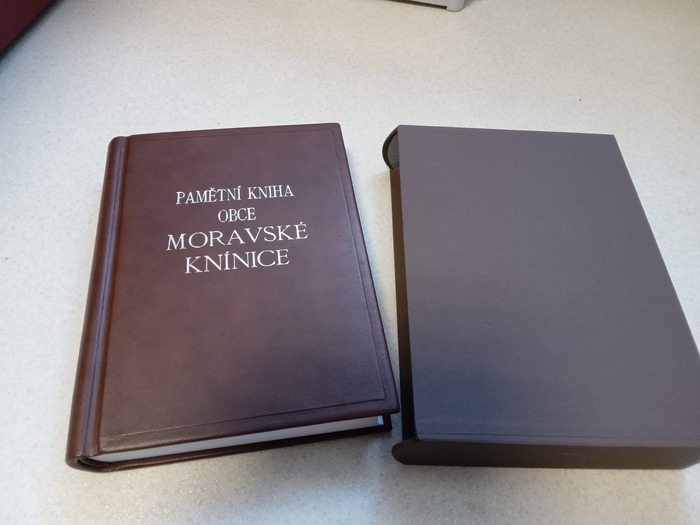 PAMĚTNÍ KNIHA
OBCE
MORAVSKÉ
KNÍNICE